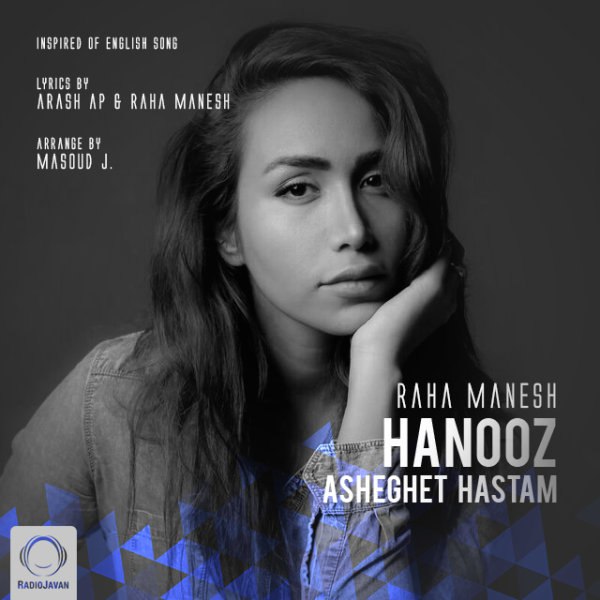 INSPIRED OF ENGLISH SONG
LYRICS BY
ARASH AP & RAHA MANESH
ARRANGE BY
MASOUD J.
RAHA MANESH
HANOOZ
ASHEGHET HASTAM
RADIOJAVAN